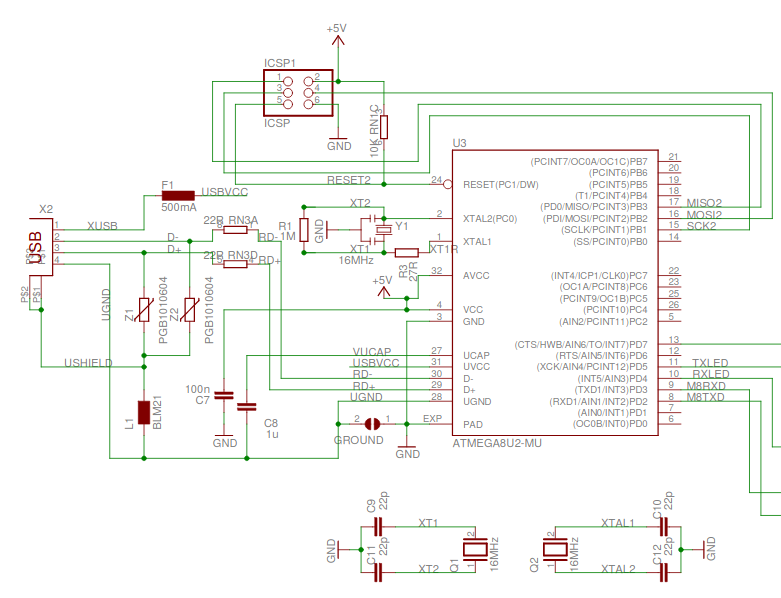 +5V
ICSP1
1 2
3 4
5 6
ICSP
GND
10K RN1C
U3
RESET2
24
RESET(PC1/DW)
(PCINT7/OC0A/OC1C)PB7 21
(PCINT6)PB6 20
(PCINT5)PB5 19
(T1/PCINT4)PB4 18
(PD0/MISO/PCINT3)PB3 17 MISO2
(PDI/MOSI/PCINT2)PB2 16 MOSI2
(SCLK/PCINT1)PB1 15 SCK2
(SS/PCINT0)PB0 14
F1
500mA
USBVCC
X2
USB
1
2
3
4
XUSB
D-
D+
P$2
P$1
22R RN3A
22R RN3D
RD-
RD+
R1
1M
GND
XT2
XT1
Y1
16MHz
2
XTAL2(PC0)
1
XTAL1
XT1R
R3
27R
+5V
32
AVCC
4
VCC
3
GND
(INT4/ICP1/CLK0)PC7 22
(OC1A/PCINT8)PC6 23
(PCINT9/OC1B)PC5 25
(PCINT10)PC4 26
(AIN2/PCINT11)PC2 5
(CTS/HWB/AIN6/TO/INT7)PD7 13
(RTS/AIN5/INT6)PD6 12
(XCK/AIN4/PCINT12)PD5 11 TXLED
(INT5/AIN3)PD4 10 RXLED
(TXD1/INT3)PD3 9 M8RXD
(RXD1/AIN1/INT2)PD2 8 M8TXD
(AIN0/INT1)PD1 7
(OC0B/INT0)PD0 6
VUCAP 27 UCAP
USBVCC 31 UVCC
RD- 30 D-
RD+ 29 D+
UGND 28 UGND
EXP PAD
ATMEGA8U2-MU
UGND
Z1
PGB1010604
Z2
PGB1010604
USHIELD
L1
BLM21
100n
C7
GND
C8
1u
2 1
GROUND
GND
C9
22p
C11
22p
GND
XT1
XT2
2
1
Q1
16MHz
Q2
2
1
16MHz
XTAL1
XTAL2
C10
22p
C12
22p
GND